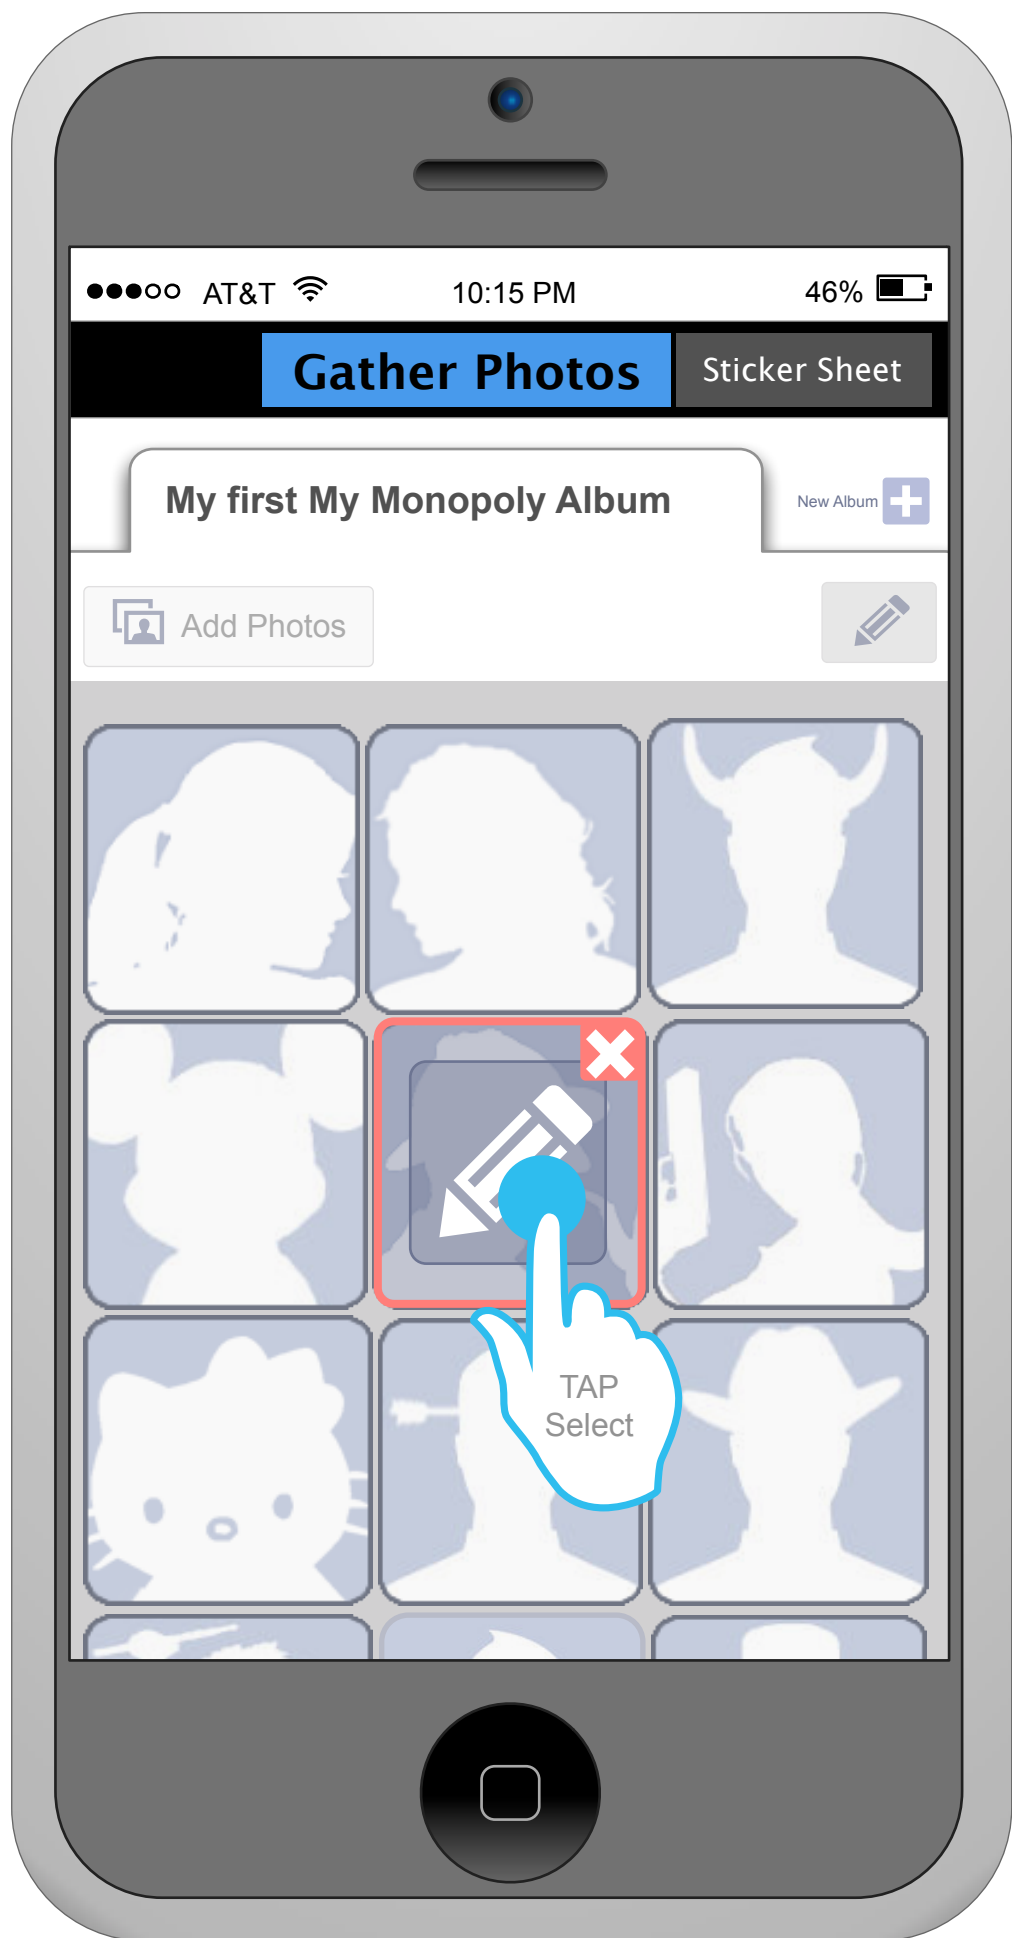 AT&T 10:15 PM 46%
Gather Photos Sticker Sheet
My first My Monopoly Album New Album
Add Photos
TAP
Select